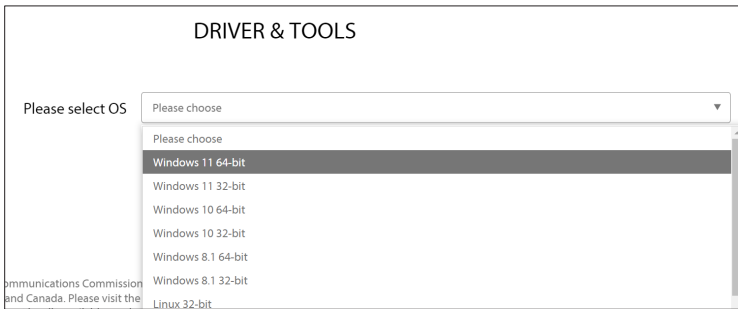 DRIVER & TOOLS
Please select OS
Please choose
Please choose
Windows 11 64-bit
Windows 11 32-bit
Windows 10 64-bit
Windows 10 32-bit
Windows 8.1 64-bit
Windows 8.1 32-bit
Linux 32-bit
ommunications Commission
and Canada. Please visit the